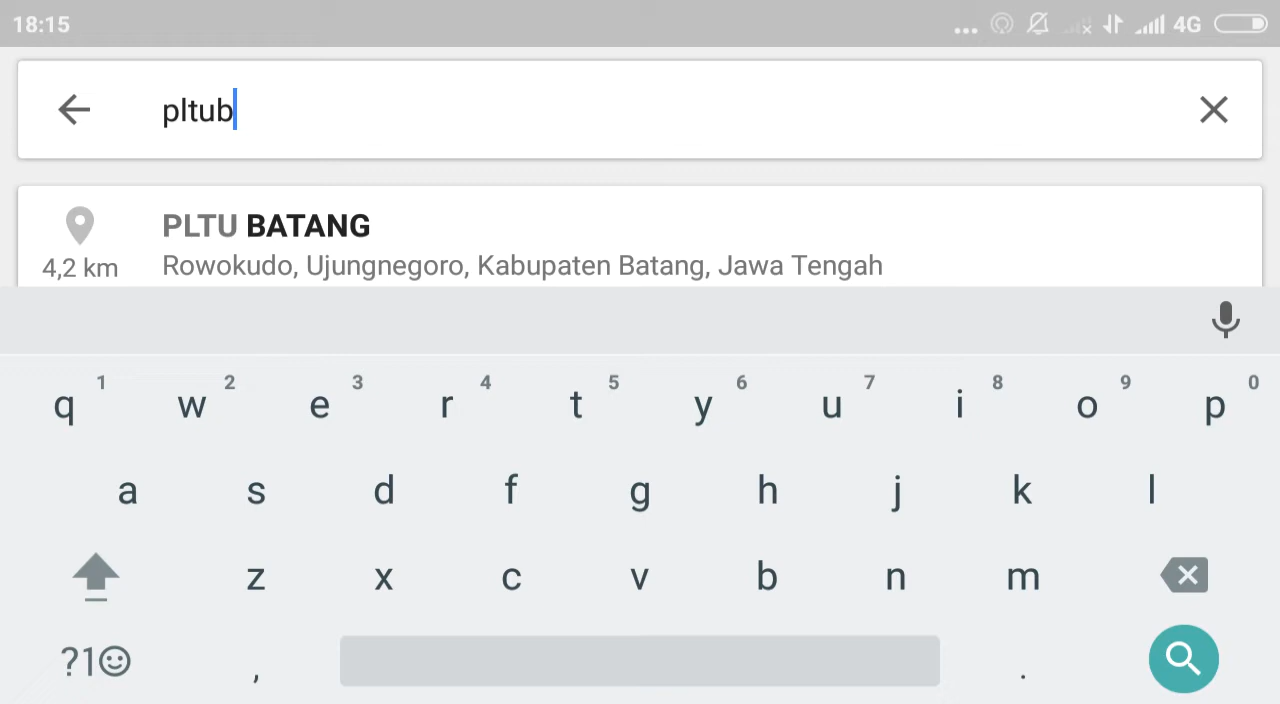 18:15 4G
pltub
PLTU BATANG
4,2 km Rowokudo, Ujungnegoro, Kabupaten Batang, Jawa Tengah
1 2 3 4 5 6 7 8 9 0
q w e r t y u i o p
a s d f g h j k l
z x c v b n m
?1☺ , .